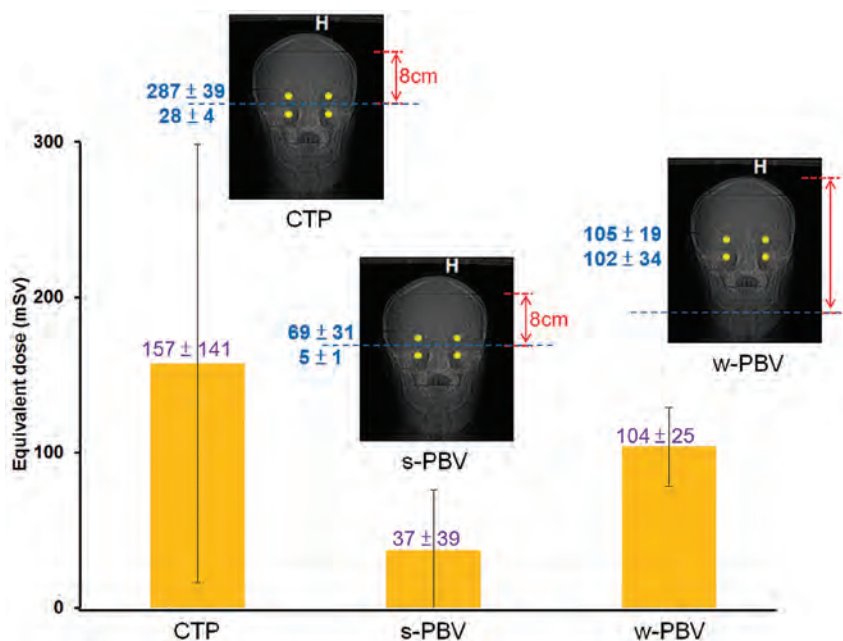 H
8cm
287 ± 39
28 ± 4
CTP
H
105 ± 19
102 ± 34
w-PBV
H
8cm
69 ± 31
5 ± 1
s-PBV
Equivalent dose (mSv)
300
200
100
0
157 ± 141
37 ± 39
104 ± 25
CTP
s-PBV
w-PBV